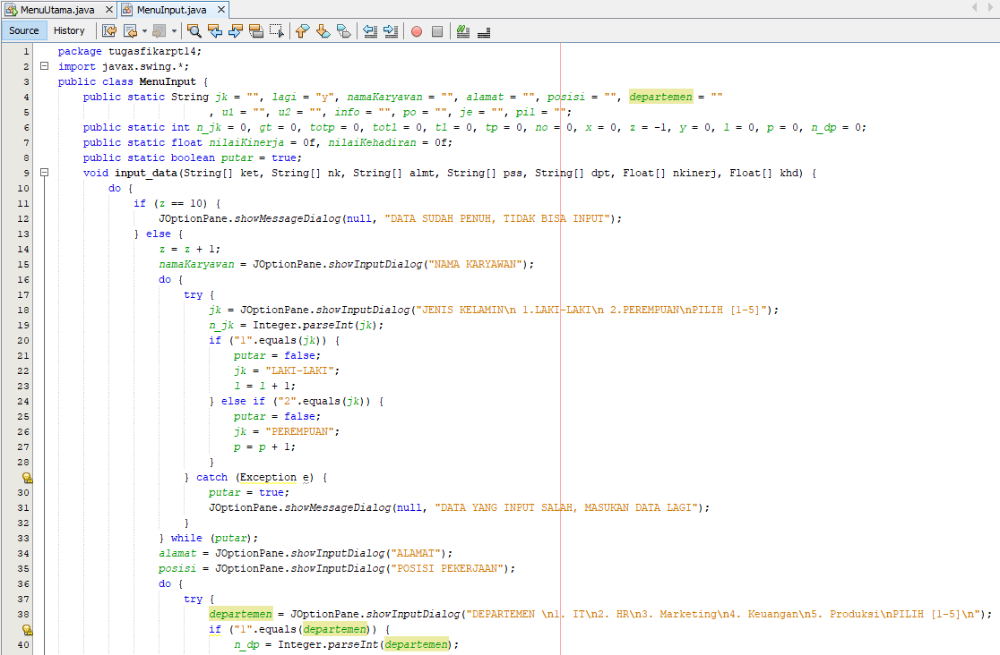 MenuUtama.java MenuInput.java
Source History
1 package tugasfikarpt14;
2 import javax.swing.*;
3 public class MenuInput {
4 public static String jk = "", lagi = "y", namaKaryawan = "", alamat = "", posisi = "", departemen = ""
5 , u1 = "", u2 = "", info = "", po = "", je = "", pil = "";
6 public static int n_jk = 0, gt = 0, totp = 0, totl = 0, tl = 0, tp = 0, no = 0, x = 0, z = -1, y = 0, l = 0, p = 0, n_dp = 0;
7 public static float nilaiKinerja = 0f, nilaiKehadiran = 0f;
8 public static boolean putar = true;
9 void input_data(String[] ket, String[] nk, String[] almt, String[] pss, String[] dpt, Float[] nkinerj, Float[] khd) {
10 do {
11 if (z == 10) {
12 JOptionPane.showMessageDialog(null, "DATA SUDAH PENUH, TIDAK BISA INPUT");
13 } else {
14 z = z + 1;
15 namaKaryawan = JOptionPane.showInputDialog("NAMA KARYAWAN");
16 do {
17 try {
18 jk = JOptionPane.showInputDialog("JENIS KELAMIN\n 1.LAKI-LAKI\n 2.PEREMPUAN\nPILIH [1-5]");
19 n_jk = Integer.parseInt(jk);
20 if ("1".equals(jk)) {
21 putar = false;
22 jk = "LAKI-LAKI";
23 l = l + 1;
24 } else if ("2".equals(jk)) {
25 putar = false;
26 jk = "PEREMPUAN";
27 p = p + 1;
28 }
} catch (Exception e) {
30 putar = true;
31 JOptionPane.showMessageDialog(null, "DATA YANG INPUT SALAH, MASUKAN DATA LAGI");
32 }
33 } while (putar);
34 alamat = JOptionPane.showInputDialog("ALAMAT");
35 posisi = JOptionPane.showInputDialog("POSISI PEKERJAAN");
36 do {
37 try {
38 departemen = JOptionPane.showInputDialog("DEPARTEMEN \n1. IT\n2. HR\n3. Marketing\n4. Keuangan\n5. Produksi\nPILIH [1-5]\n");
if ("1".equals(departemen)) {
40 n_dp = Integer.parseInt(departemen);